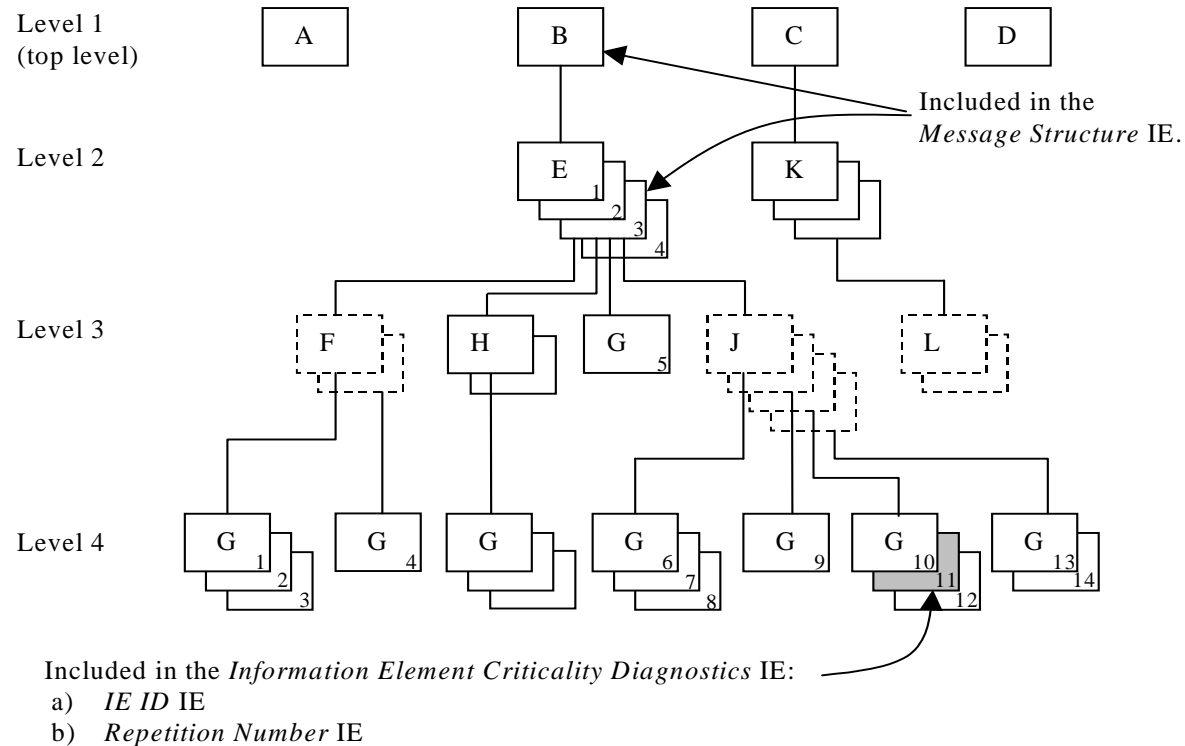 Level 1
(top level)
A
B
C
D
Included in the
Message Structure IE.
Level 2
E
1
2
3
4
K
Level 3
F
H
G
5
J
L
Level 4
G
1
2
3
G
4
G
G
6
7
8
G
9
G
10
11
12
G
13
14
Included in the Information Element Criticality Diagnostics IE:
a) IE ID IE
b) Repetition Number IE